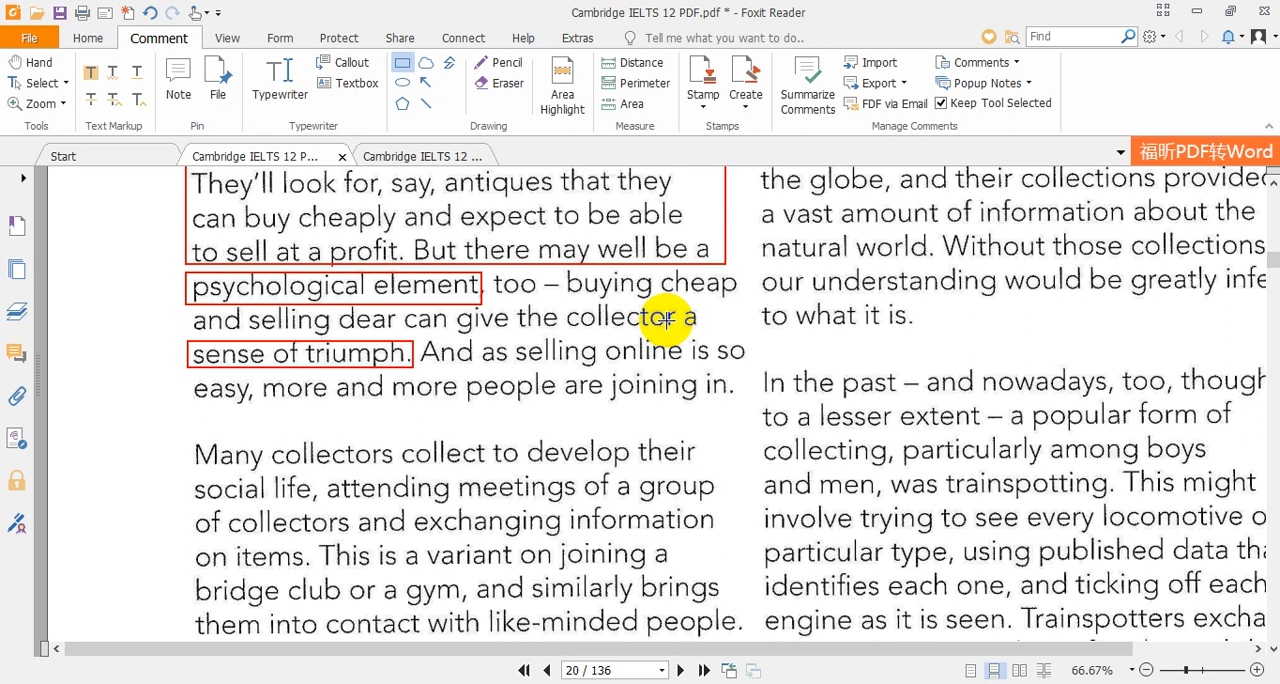 Cambridge IELTS 12 PDF.pdf * - Foxit Reader
File Home Comment View Form Protect Share Connect Help Extras Tell me what you want to do.. Find
Hand
Select
Zoom
Tools
Text Markup
Note
File
Pin
Typewriter
Callout
Textbox
Typewriter
Pencil
Eraser
Drawing
Area
Highlight
Distance
Perimeter
Area
Measure
Stamp
Create
Stamps
Summarize
Comments
Import
Export
FDF via Email
Comments
Popup Notes
Keep Tool Selected
Manage Comments
Start
Cambridge IELTS 12 P...
Cambridge IELTS 12 ...
福昕PDF转Word
They'll look for, say, antiques that they
can buy cheaply and expect to be able
to sell at a profit. But there may well be a
psychological element, too – buying cheap
and selling dear can give the collector a
sense of triumph. And as selling online is so
easy, more and more people are joining in.
Many collectors collect to develop their
social life, attending meetings of a group
of collectors and exchanging information
on items. This is a variant on joining a
bridge club or a gym, and similarly brings
them into contact with like-minded people.
the globe, and their collections provided
a vast amount of information about the
natural world. Without those collections,
our understanding would be greatly infe
to what it is.
In the past – and nowadays, too, though
to a lesser extent – a popular form of
collecting, particularly among boys
and men, was trainspotting. This might
involve trying to see every locomotive o
particular type, using published data tha
identifies each one, and ticking off each
engine as it is seen. Trainspotters excha
20 / 136
66.67%